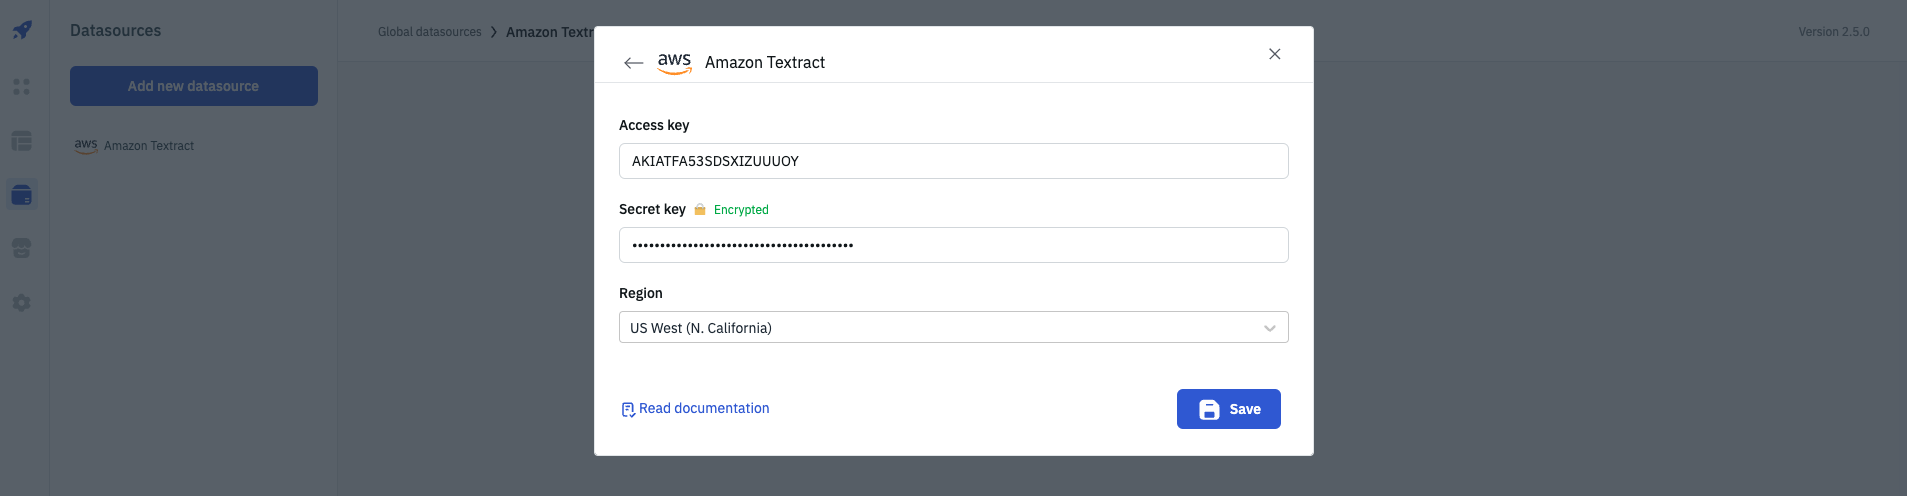 Datasources
Global datasources
Amazon Textr
Version 2.5.0
Add new datasource
aws Amazon Textract
aws Amazon Textract
Access key
AKIATFA53SDSXIZUUUOY
Secret key Encrypted
••••••••••••••••••••••••••••••••••••••••
Region
US West (N. California)
Read documentation
Save